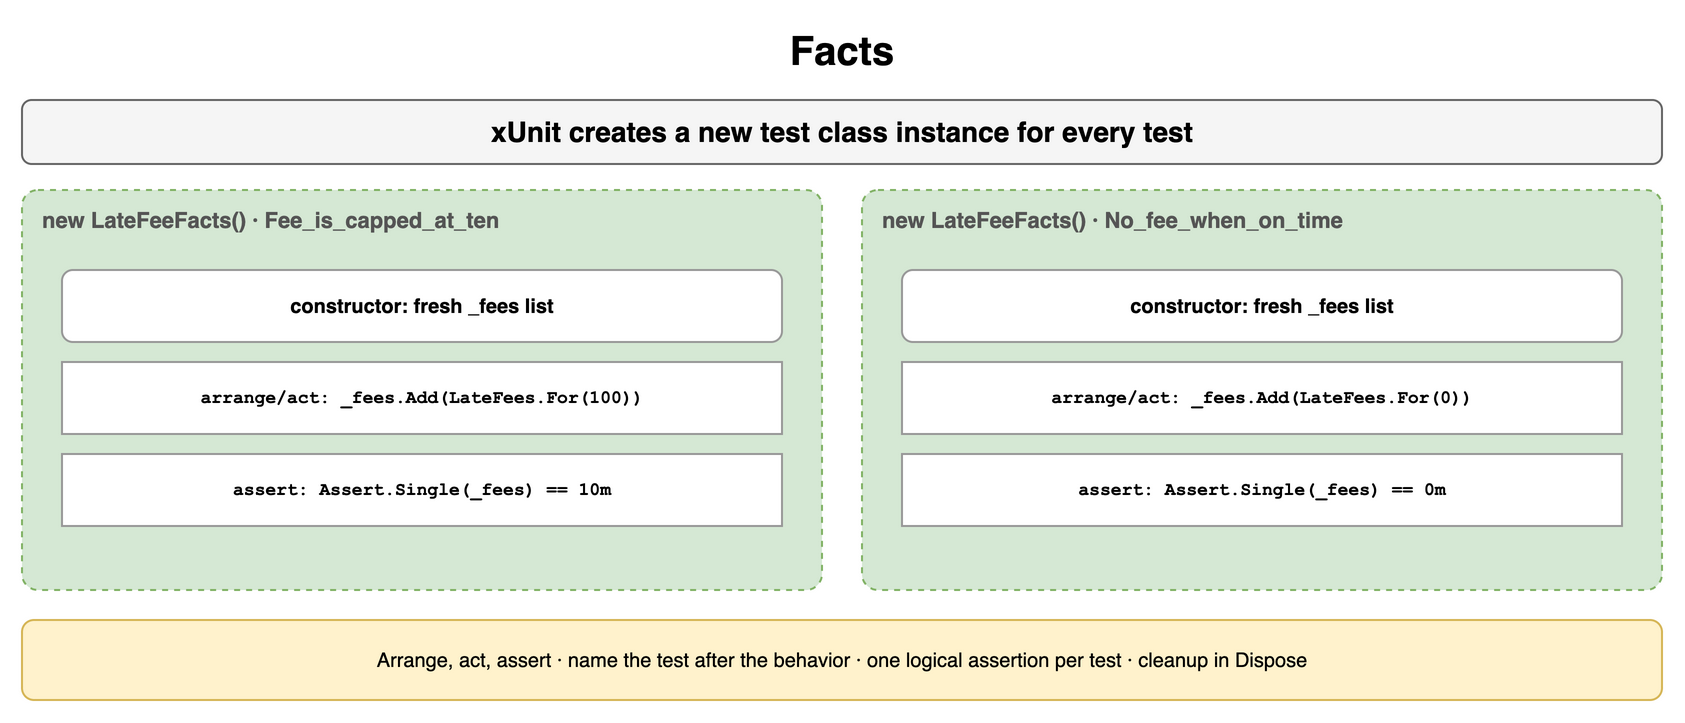 Facts
xUnit creates a new test class instance for every test
new LateFeeFacts() · Fee_is_capped_at_ten
constructor: fresh _fees list
arrange/act: _fees.Add(LateFees.For(100))
assert: Assert.Single(_fees) == 10m
new LateFeeFacts() · No_fee_when_on_time
constructor: fresh _fees list
arrange/act: _fees.Add(LateFees.For(0))
assert: Assert.Single(_fees) == 0m
Arrange, act, assert · name the test after the behavior · one logical assertion per test · cleanup in Dispose